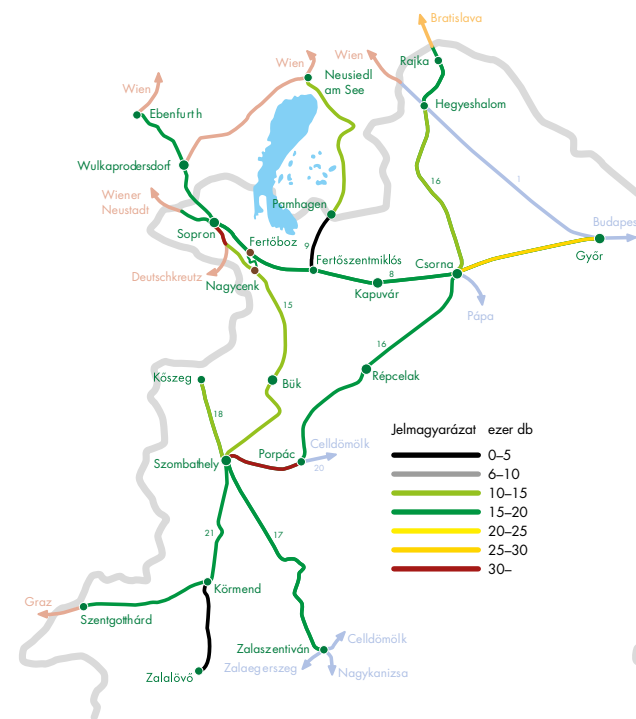 Bratislava
Wien
Wien
Rajka
Neusiedl
am See
Wien
Ebenfurth
Hegyeshalom
Wulkaprodersdorf
16
1
Wiener
Neustadt
Pamhagen
Budapes
Sopron
Fertőboz
9
Győr
Deutschkreutz
Fertőszentmiklós
Csorna
8
Nagycenk
Kapuvár
15
Pápa
16
Kőszeg
Bük
Répcelak
18
Jelmagyarázat ezer db
Celldömölk
Porpác
0–5
Szombathely
20
6–10
10–15
15–20
21
17
20–25
25–30
30–
Körmend
Graz
Szentgotthárd
Zalaszentiván
Celldömölk
Zalaegerszeg
Nagykanizsa
Zalalövő